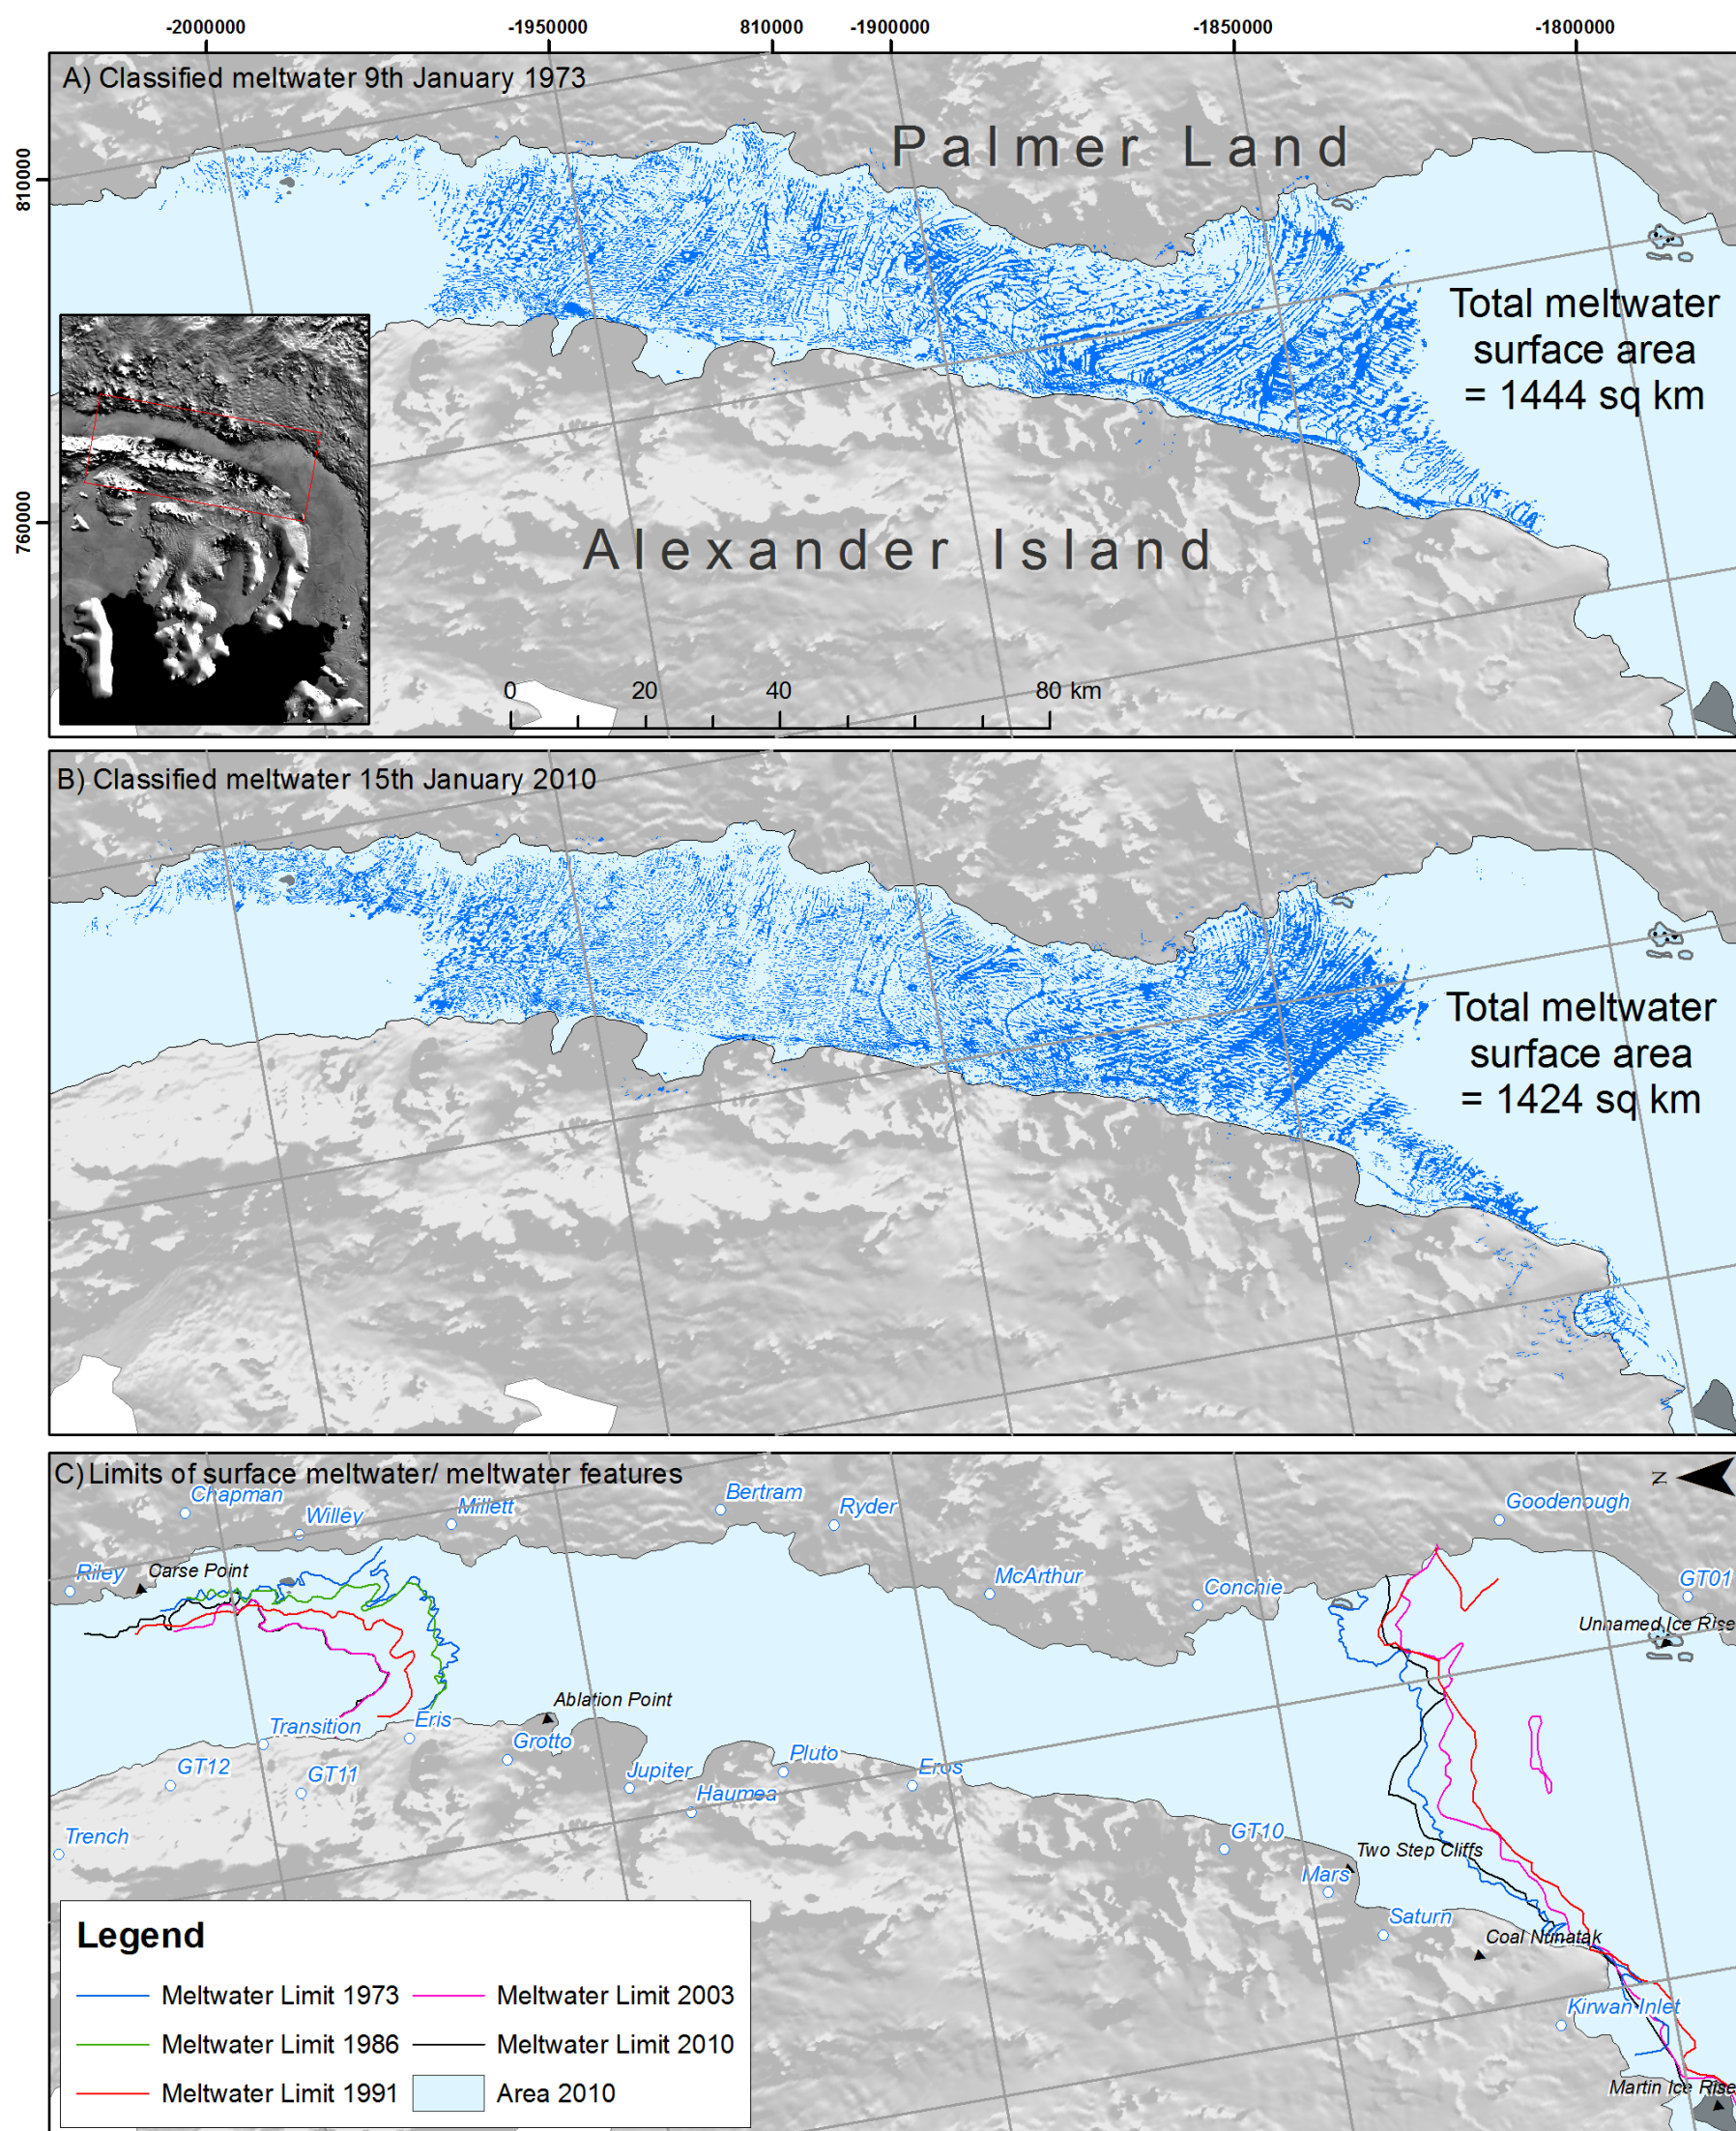 -2000000
-1950000
810000
-1900000
-1850000
-1800000
A) Classified meltwater 9th January 1973
Palmer Land
810000
Total meltwater
surface area
= 1444 sq km
760000
Alexander Island
0 20 40 80 km
B) Classified meltwater 15th January 2010
Total meltwater
surface area
= 1424 sq km
C) Limits of surface meltwater/ meltwater features
N
Chapman
Willey
Millett
Bertram
Ryder
Goodenough
Riley
Carse Point
McArthur
Conchie
GT01
Unnamed Ice Rise
Ablation Point
Transition
Eris
Grotto
GT12
GT11
Jupiter
Pluto
Eros
Haumea
Trench
GT10
Two Step Cliffs
Mars
Saturn
Coal Nunatak
Kirwan Inlet
Martin Ice Rise
Legend
Meltwater Limit 1973
Meltwater Limit 2003
Meltwater Limit 1986
Meltwater Limit 2010
Meltwater Limit 1991
Area 2010